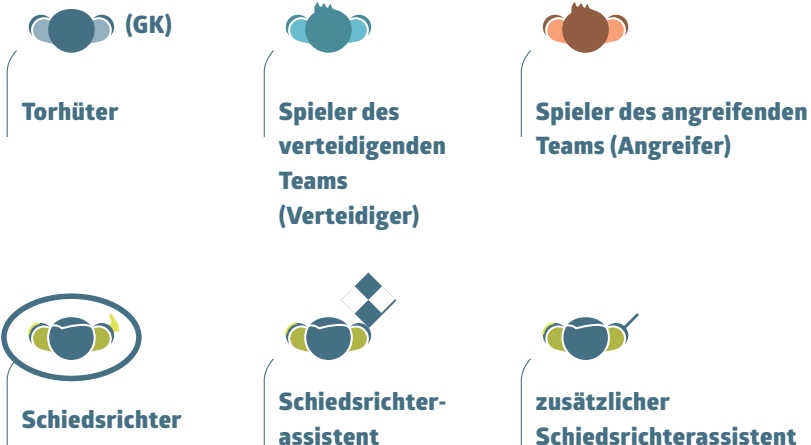 (GK)
Torhüter
Spieler des
verteidigenden
Teams
(Verteidiger)
Spieler des angreifenden
Teams (Angreifer)
Schiedsrichter
Schiedsrichter-
assistent
zusätzlicher
Schiedsrichterassistent